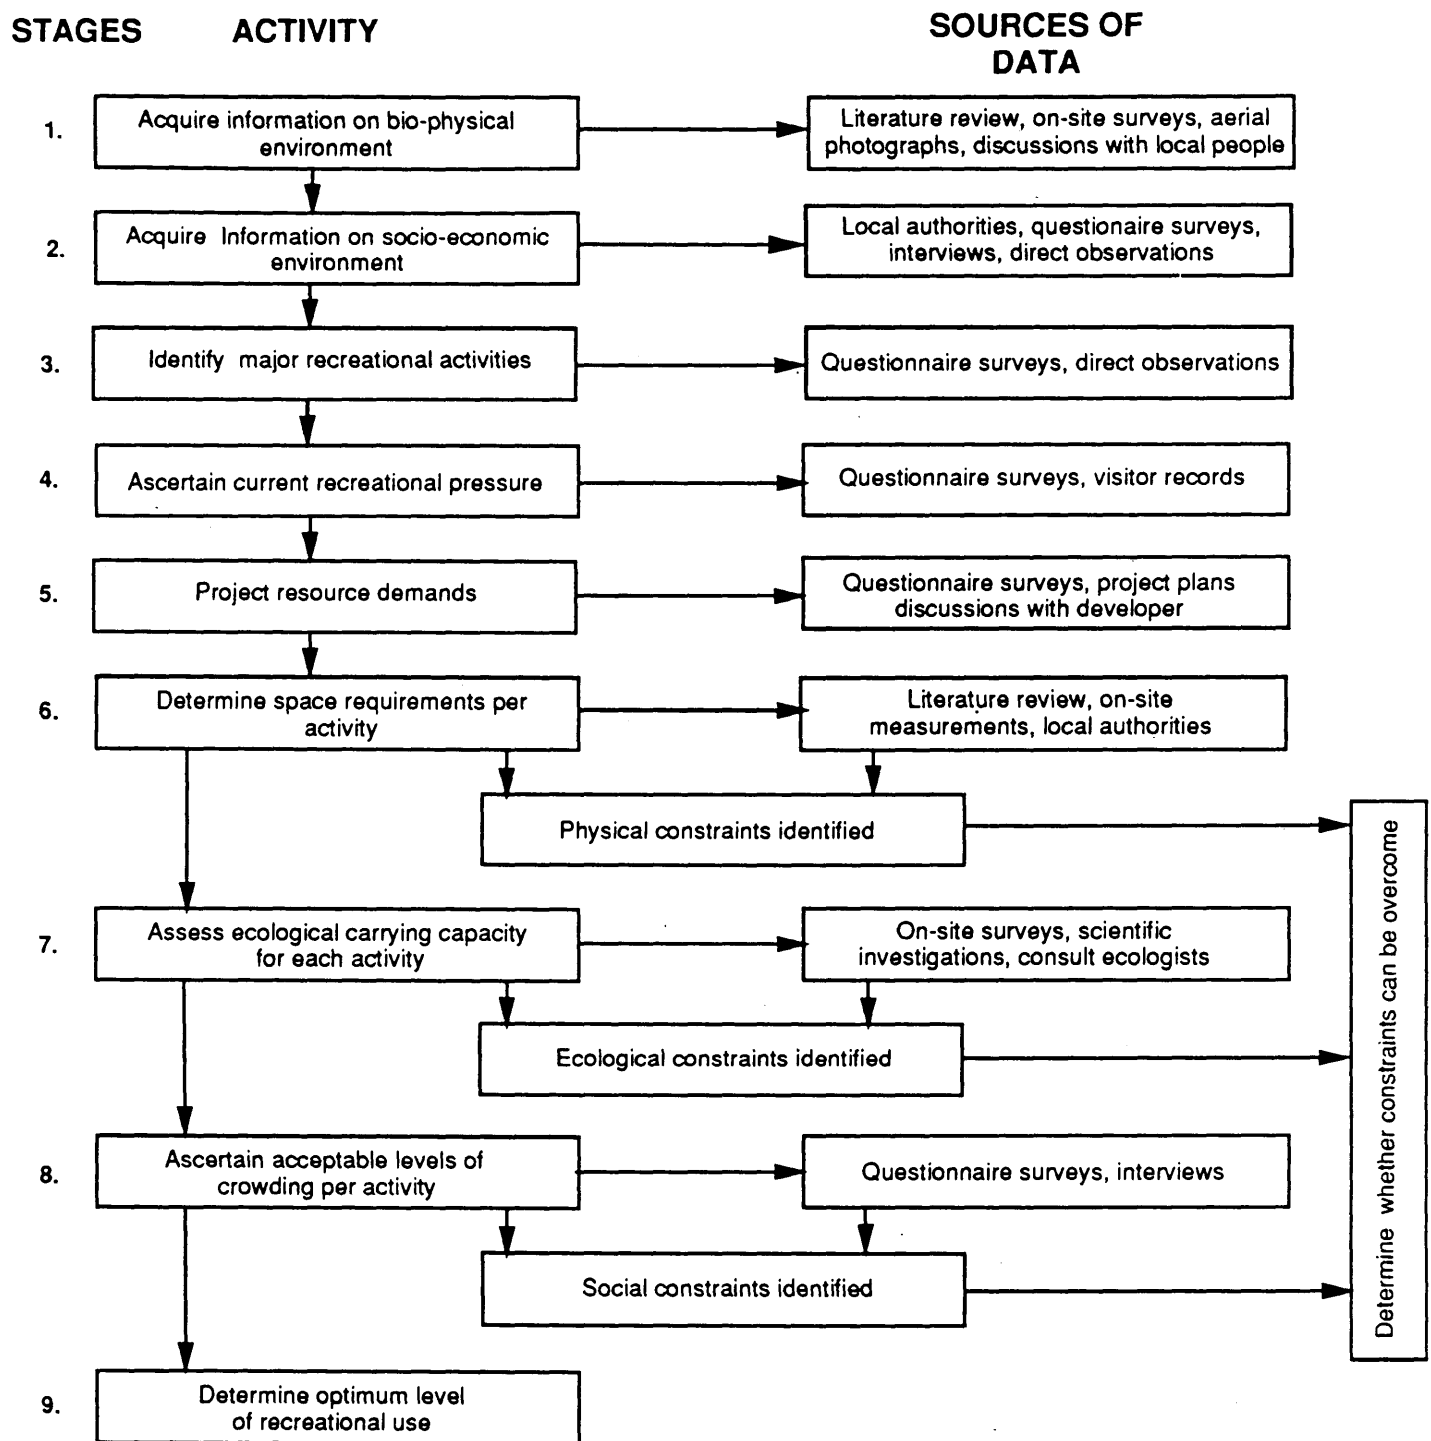 STAGES ACTIVITY
SOURCES OF
DATA
1.
Acquire information on bio-physical
environment
Literature review, on-site surveys, aerial
photographs, discussions with local people
2.
Acquire Information on socio-economic
environment
Local authorities, questionaire surveys,
interviews, direct observations
3.
Identify major recreational activities
Questionnaire surveys, direct observations
4.
Ascertain current recreational pressure
Questionnaire surveys, visitor records
5.
Project resource demands
Questionnaire surveys, project plans
discussions with developer
6.
Determine space requirements per
activity
Literature review, on-site
measurements, local authorities
Physical constraints identified
7.
Assess ecological carrying capacity
for each activity
On-site surveys, scientific
investigations, consult ecologists
Ecological constraints identified
8.
Ascertain acceptable levels of
crowding per activity
Questionnaire surveys, interviews
Social constraints identified
Determine whether constraints can be overcome
9.
Determine optimum level
of recreational use